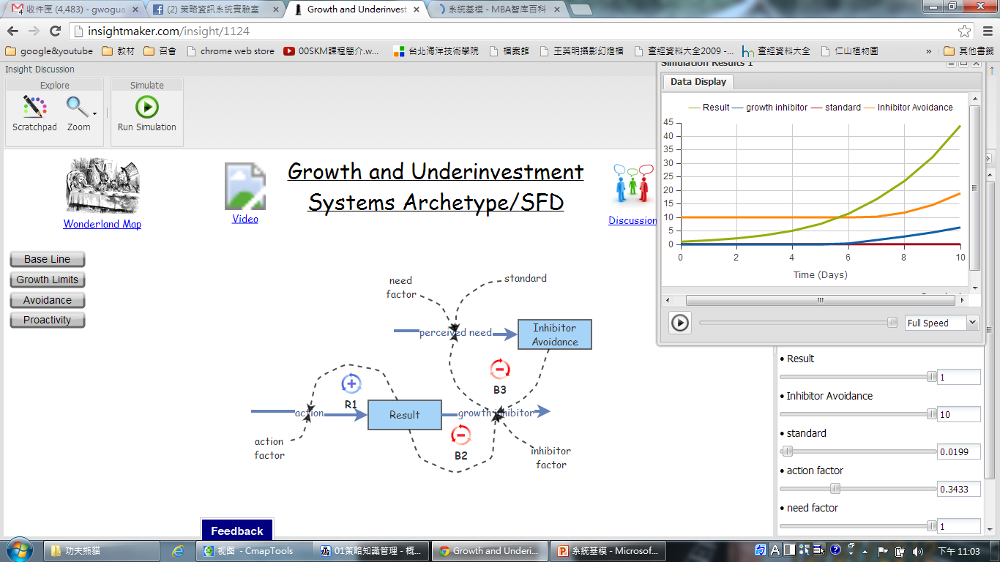 收件匣 (4,483) - gwogua
(2) 策略資訊系統實驗室
Growth and Underinvest
系統基模 - MBA智库百科
insightmaker.com/insight/1124
google&youtube
教材
召會
chrome web store
00SKM課程簡介.w...
台北海洋技術學院
檔案館
王英明攝影幻燈檔
查經資料大全2009 -...
查經資料大全
仁山植物園
»
其他書籤
Insight Discussion
Explore
Simulate
Scratchpad
Zoom
Run Simulation
Wonderland Map
Video
Growth and Underinvestment
Systems Archetype/SFD
Discussion
Base Line
Growth Limits
Avoidance
Proactivity
need
factor
standard
perceived need
Inhibitor
Avoidance
B3
R1
action
Result
growth inhibitor
B2
action
factor
inhibitor
factor
Feedback
Simulation Results 1
Data Display
Result
growth inhibitor
standard
Inhibitor Avoidance
45
40
35
30
25
20
15
10
5
0
0 2 4 6 8 10
Time (Days)
Full Speed
• Result
1
• Inhibitor Avoidance
10
• standard
0.0199
• action factor
0.3433
• need factor
1
功夫熊貓
视图 - CmapTools
01策略知識管理 - 概...
Growth and Underi...
系統基模 - Microsof...
下午 11:03